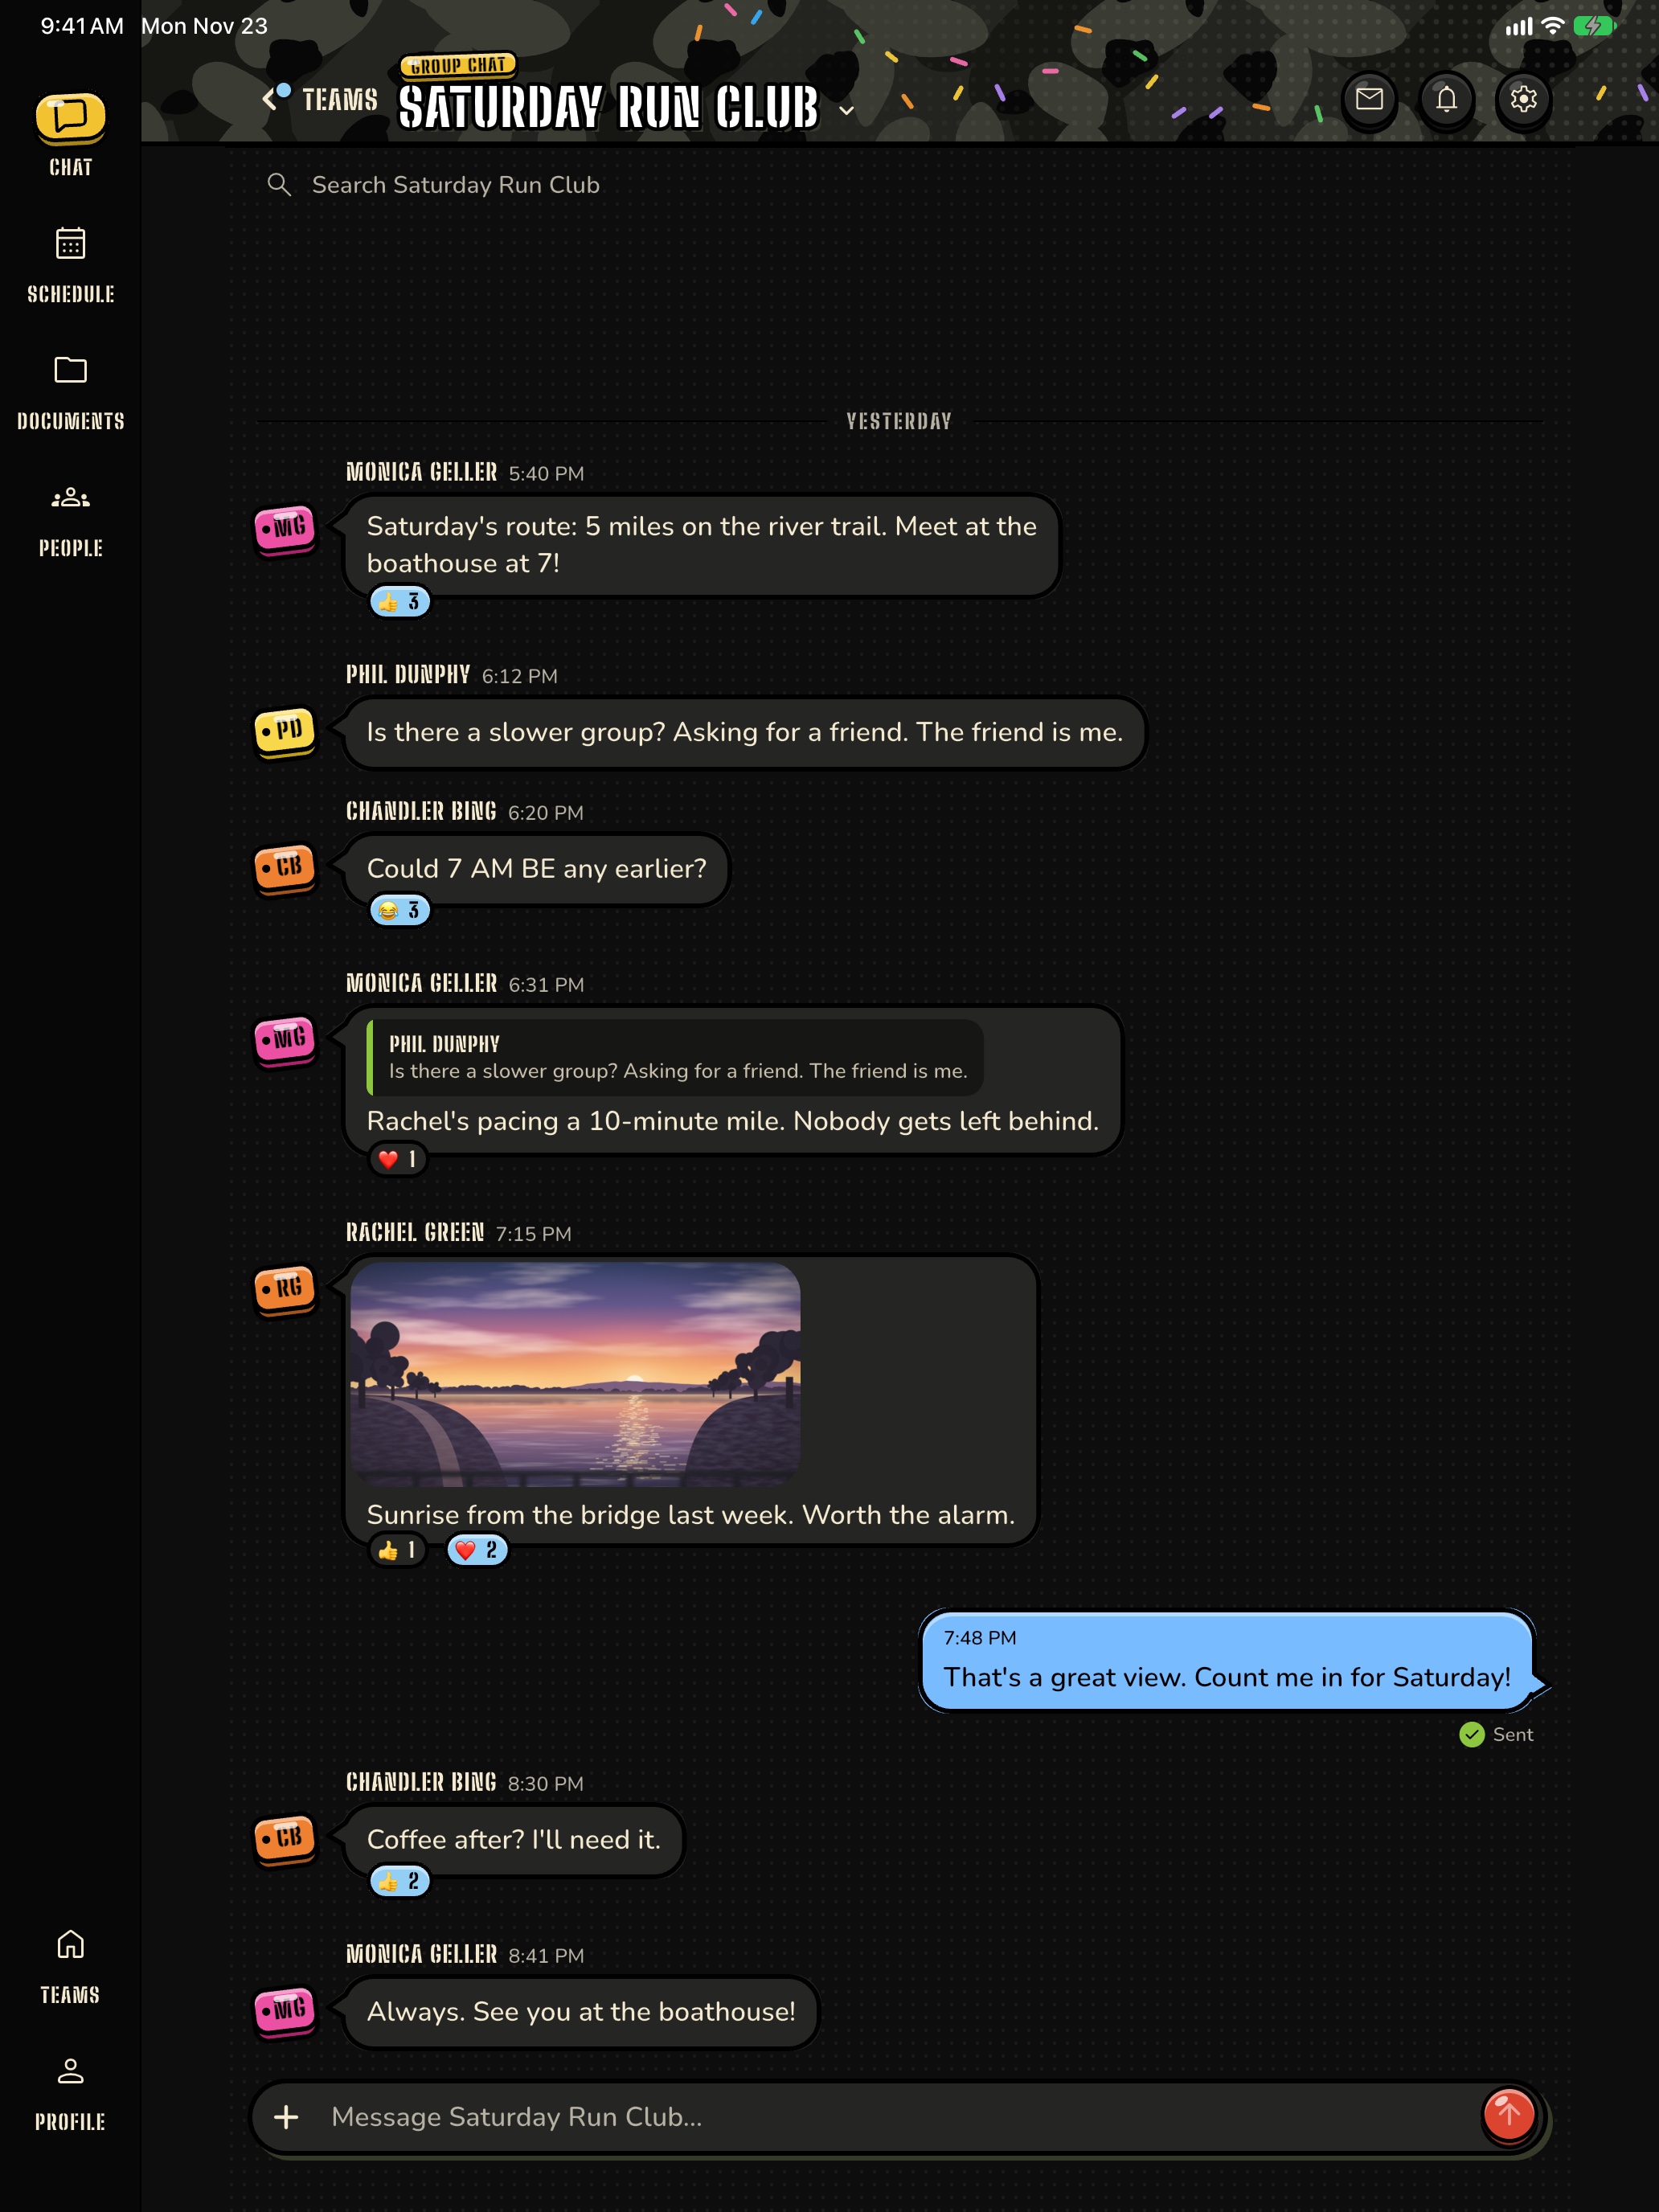 9:41 AM Mon Nov 23
GROUP CHAT
TEAMS
SATURDAY RUN CLUB
CHAT
SCHEDULE
DOCUMENTS
PEOPLE
TEAMS
PROFILE
Search Saturday Run Club
YESTERDAY
MONICA GELLER 5:40 PM
MG
Saturday's route: 5 miles on the river trail. Meet at the
boathouse at 7!
👍 3
PHIL DUNPHY 6:12 PM
PD
Is there a slower group? Asking for a friend. The friend is me.
CHANDLER BING 6:20 PM
CB
Could 7 AM BE any earlier?
😂 3
MONICA GELLER 6:31 PM
MG
PHIL DUNPHY
Is there a slower group? Asking for a friend. The friend is me.
Rachel's pacing a 10-minute mile. Nobody gets left behind.
❤️ 1
RACHEL GREEN 7:15 PM
RG
Sunrise from the bridge last week. Worth the alarm.
👍 1 ❤️ 2
7:48 PM
That's a great view. Count me in for Saturday!
Sent
CHANDLER BING 8:30 PM
CB
Coffee after? I'll need it.
👍 2
MONICA GELLER 8:41 PM
MG
Always. See you at the boathouse!
Message Saturday Run Club...